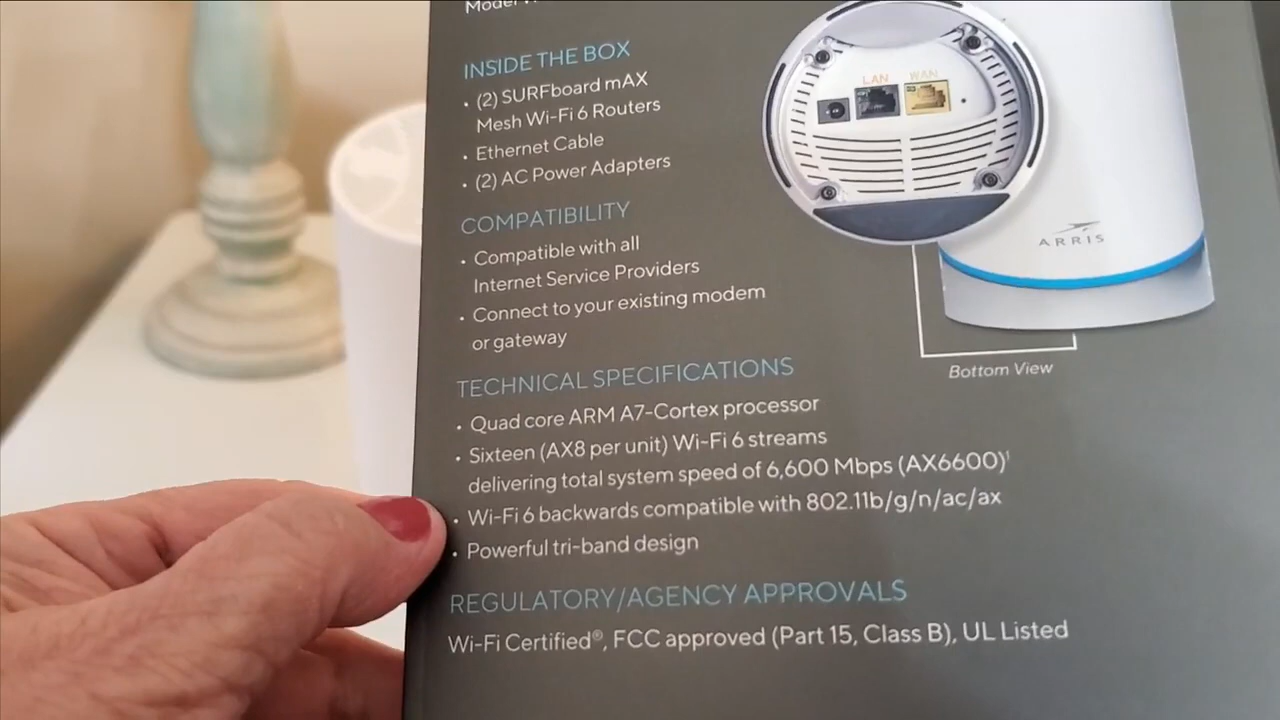 Model
INSIDE THE BOX
• (2) SURFboard mAX
Mesh Wi-Fi 6 Routers
• Ethernet Cable
• (2) AC Power Adapters
COMPATIBILITY
• Compatible with all
Internet Service Providers
• Connect to your existing modem
or gateway
TECHNICAL SPECIFICATIONS
• Quad core ARM A7-Cortex processor
• Sixteen (AX8 per unit) Wi-Fi 6 streams
delivering total system speed of 6,600 Mbps (AX6600)¹
• Wi-Fi 6 backwards compatible with 802.11b/g/n/ac/ax
• Powerful tri-band design
REGULATORY/AGENCY APPROVALS
Wi-Fi Certified®, FCC approved (Part 15, Class B), UL Listed
LAN WAN
ARRIS
Bottom View